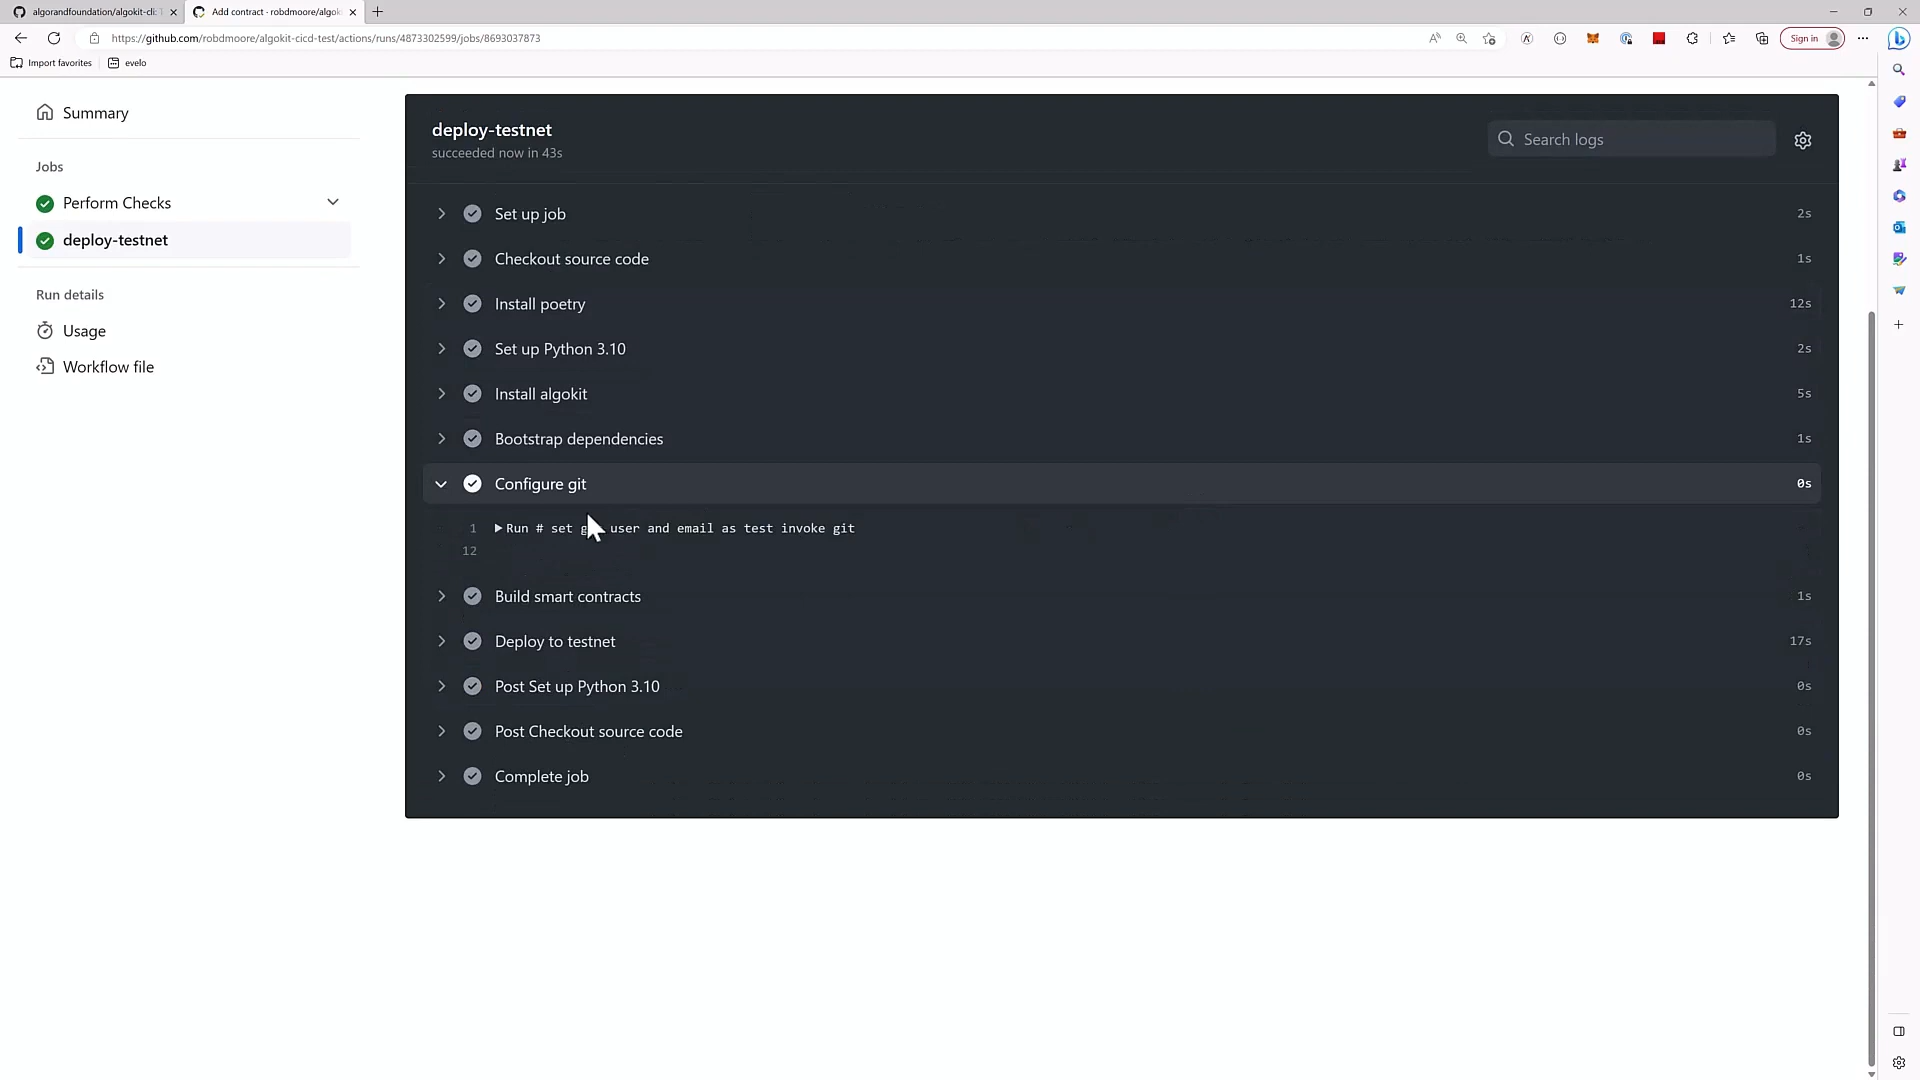 algorandfoundation/algokit-cli:
Add contract · robdmoore/algoki
https://github.com/robdmoore/algokit-cicd-test/actions/runs/4873302599/jobs/8693037873
Sign in
Import favorites
evelo
Summary
Jobs
Perform Checks
deploy-testnet
Run details
Usage
Workflow file
deploy-testnet
succeeded now in 43s
Search logs
Set up job 2s
Checkout source code 1s
Install poetry 12s
Set up Python 3.10 2s
Install algokit 5s
Bootstrap dependencies 1s
Configure git 0s
1 Run # set user and email as test invoke git
12
Build smart contracts 1s
Deploy to testnet 17s
Post Set up Python 3.10 0s
Post Checkout source code 0s
Complete job 0s